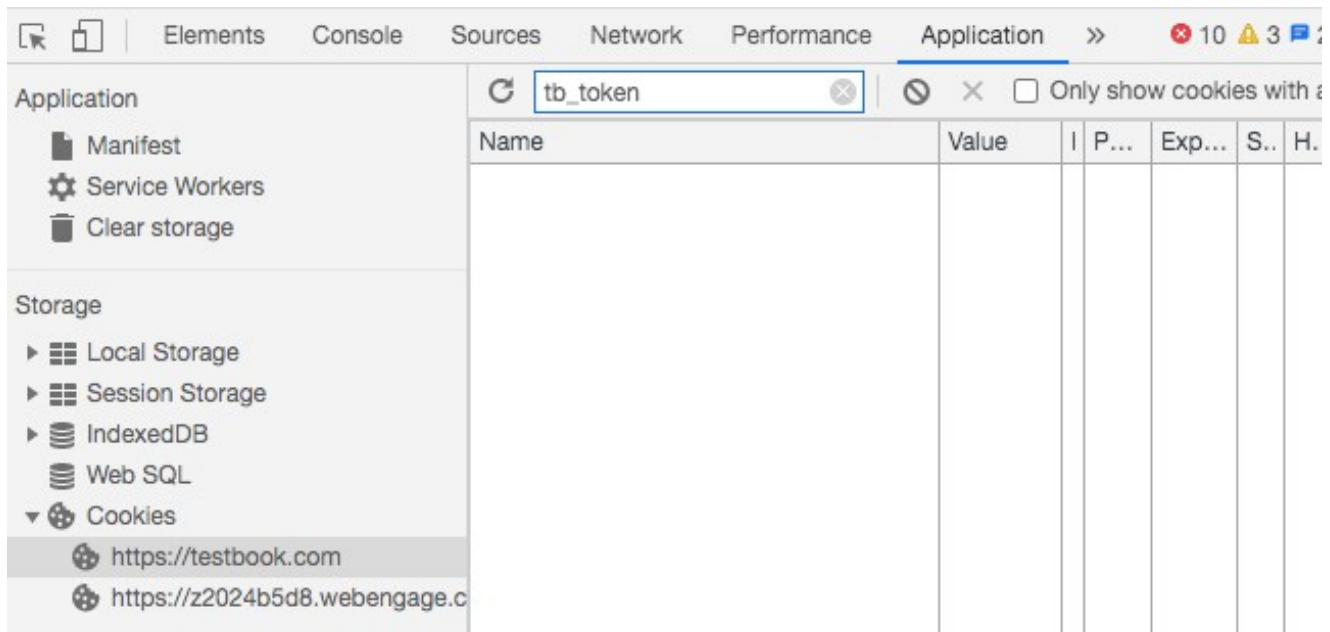 Elements Console Sources Network Performance Application » 10 3 2
Application
Manifest
Service Workers
Clear storage
Storage
Local Storage
Session Storage
IndexedDB
Web SQL
Cookies
https://testbook.com
https://z2024b5d8.webengage.c
tb_token Only show cookies with a
Name Value I P... Exp... S.. H.